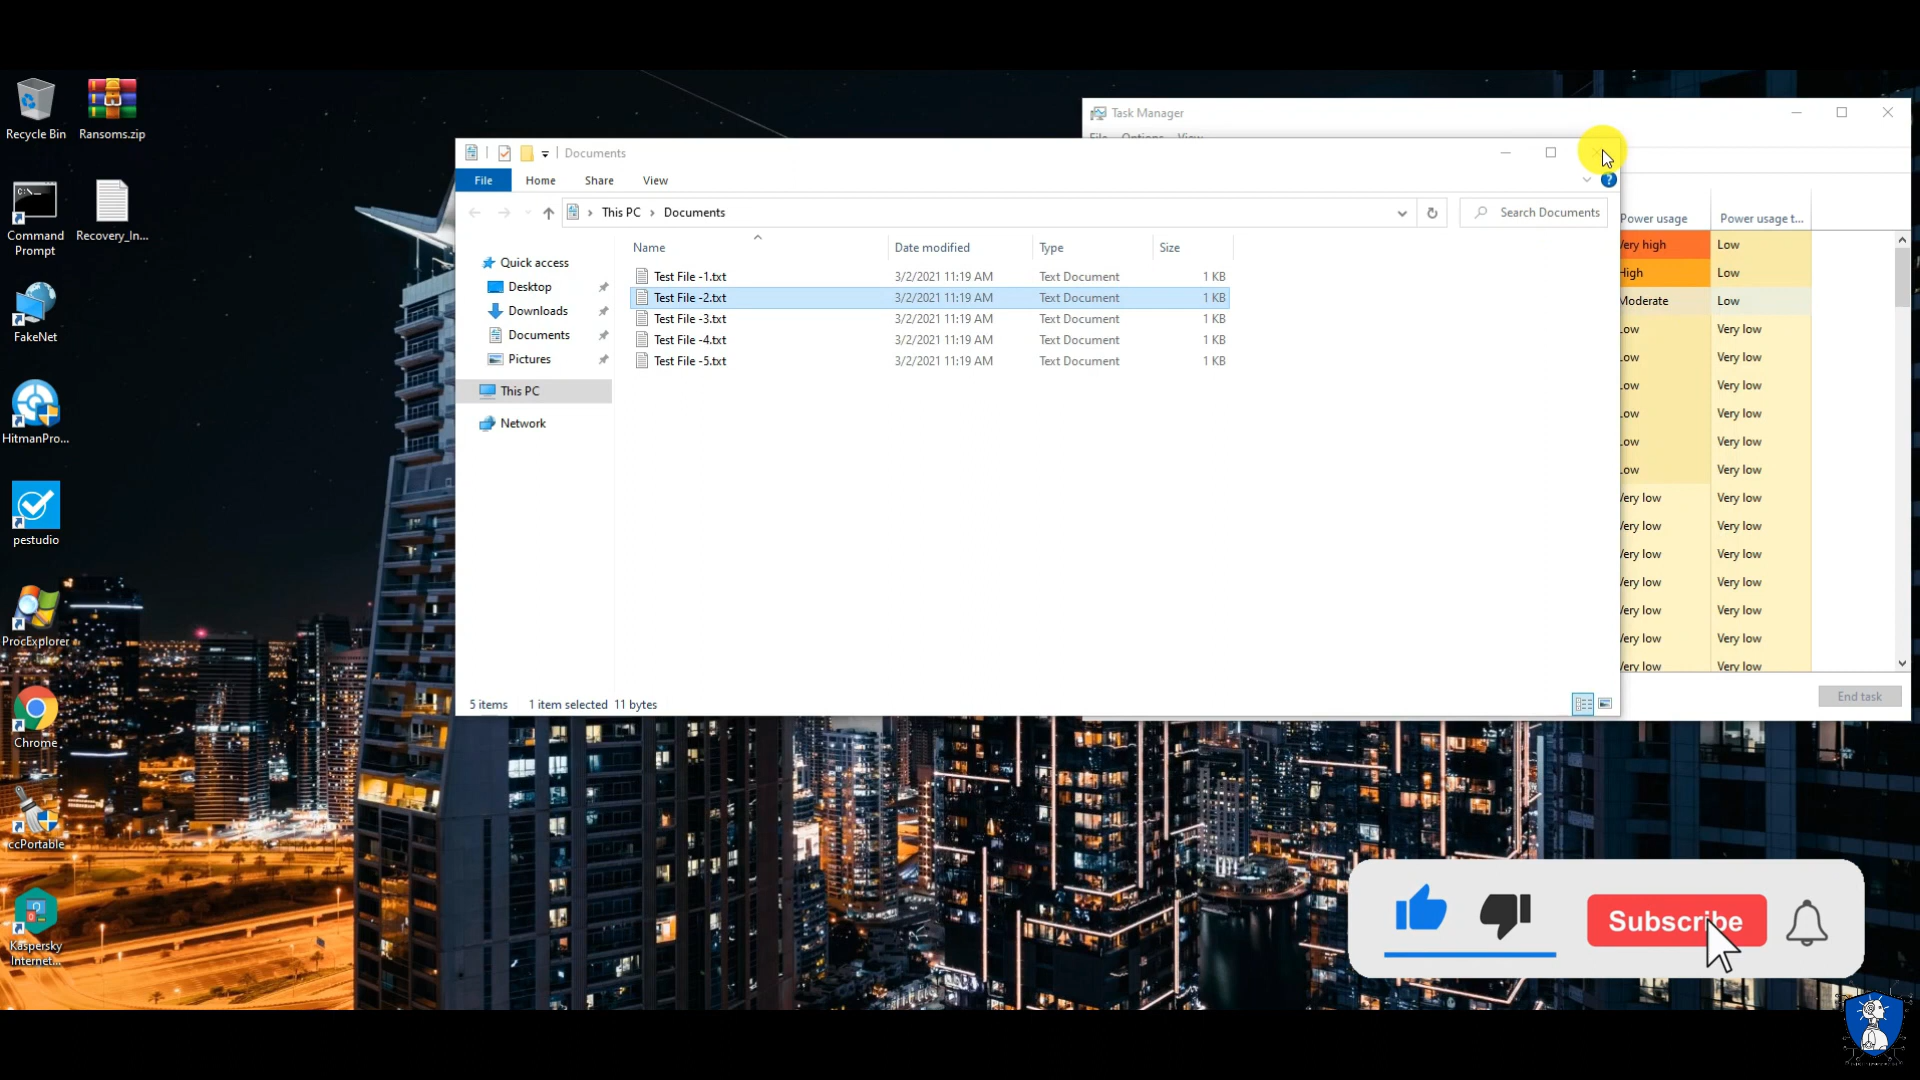 Recycle Bin
Ransoms.zip
Command
Prompt
Recovery_In...
FakeNet
HitmanPro...
pestudio
ProcExplorer
Chrome
ccPortable
Kaspersky
Internet...
Task Manager
File Options View
Documents
File Home Share View
This PC Documents
Search Documents
Quick access
Desktop
Downloads
Documents
Pictures
This PC
Network
Name Date modified Type Size
Test File -1.txt 3/2/2021 11:19 AM Text Document 1 KB
Test File -2.txt 3/2/2021 11:19 AM Text Document 1 KB
Test File -3.txt 3/2/2021 11:19 AM Text Document 1 KB
Test File -4.txt 3/2/2021 11:19 AM Text Document 1 KB
Test File -5.txt 3/2/2021 11:19 AM Text Document 1 KB
5 items 1 item selected 11 bytes
Power usage Power usage t...
Very high Low
High Low
Moderate Low
Low Very low
Low Very low
Low Very low
Low Very low
Low Very low
Low Very low
Very low Very low
Very low Very low
Very low Very low
Very low Very low
Very low Very low
Very low Very low
Very low Very low
End task
Subscribe